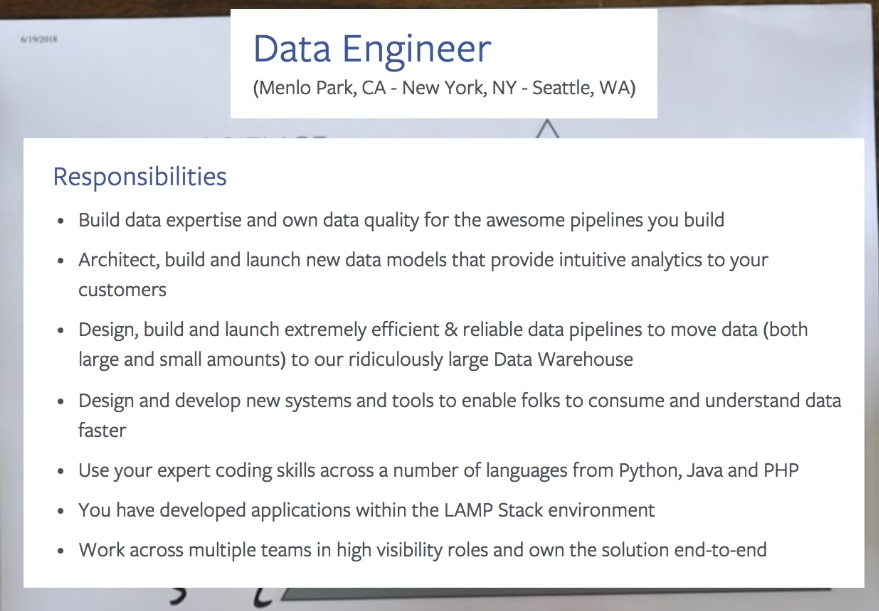 6/19/2018
Data Engineer
(Menlo Park, CA - New York, NY - Seattle, WA)
Responsibilities
• Build data expertise and own data quality for the awesome pipelines you build
• Architect, build and launch new data models that provide intuitive analytics to your
customers
• Design, build and launch extremely efficient & reliable data pipelines to move data (both
large and small amounts) to our ridiculously large Data Warehouse
• Design and develop new systems and tools to enable folks to consume and understand data
faster
• Use your expert coding skills across a number of languages from Python, Java and PHP
• You have developed applications within the LAMP Stack environment
• Work across multiple teams in high visibility roles and own the solution end-to-end